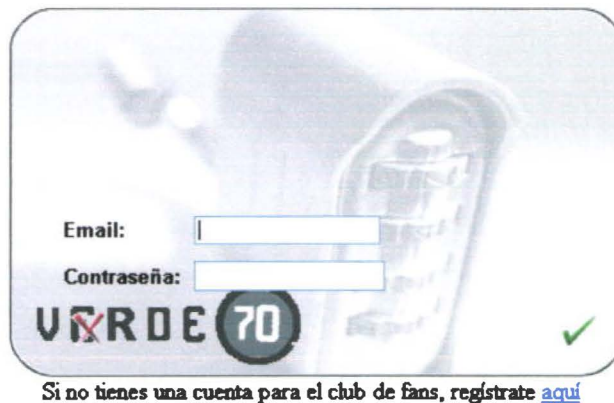 Email:
Contraseña:
VERDE 70
Si no tienes una cuenta para el club de fans, regístrate aquí